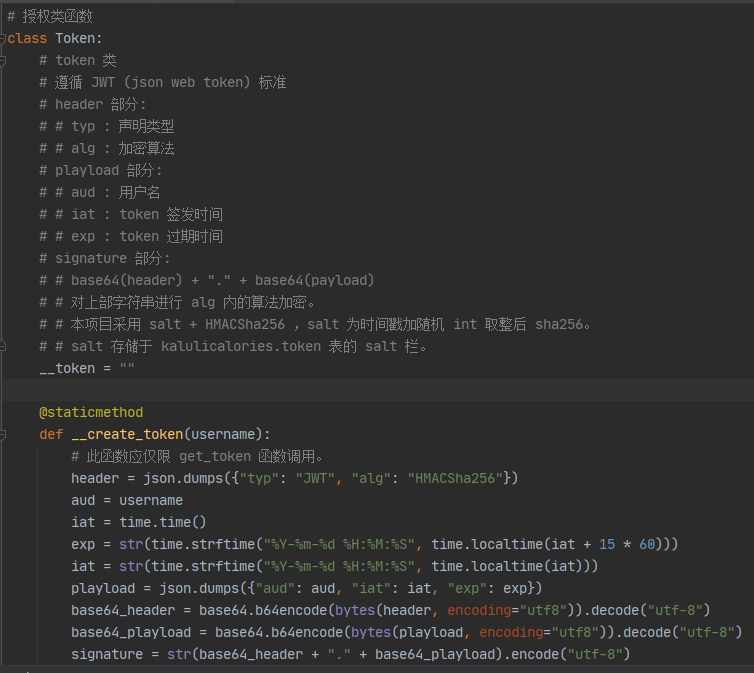 # 授权类函数
class Token:
    # token 类
    # 遵循 JWT (json web token) 标准
    # header 部分:
    # # typ : 声明类型
    # # alg : 加密算法
    # playload 部分:
    # # aud : 用户名
    # # iat : token 签发时间
    # # exp : token 过期时间
    # signature 部分:
    # # base64(header) + "." + base64(payload)
    # # 对上部字符串进行 alg 内的算法加密。
    # # 本项目采用 salt + HMACSha256 ，salt 为时间戳加随机 int 取整后 sha256。
    # # salt 存储于 kalulicalories.token 表的 salt 栏。
    __token = ""
    @staticmethod
    def __create_token(username):
        # 此函数应仅限 get_token 函数调用。
        header = json.dumps({"typ": "JWT", "alg": "HMACSha256"})
        aud = username
        iat = time.time()
        exp = str(time.strftime("%Y-%m-%d %H:%M:%S", time.localtime(iat + 15 * 60)))
        iat = str(time.strftime("%Y-%m-%d %H:%M:%S", time.localtime(iat)))
        playload = json.dumps({"aud": aud, "iat": iat, "exp": exp})
        base64_header = base64.b64encode(bytes(header, encoding="utf8")).decode("utf-8")
        base64_playload = base64.b64encode(bytes(playload, encoding="utf8")).decode("utf-8")
        signature = str(base64_header + "." + base64_playload).encode("utf-8")